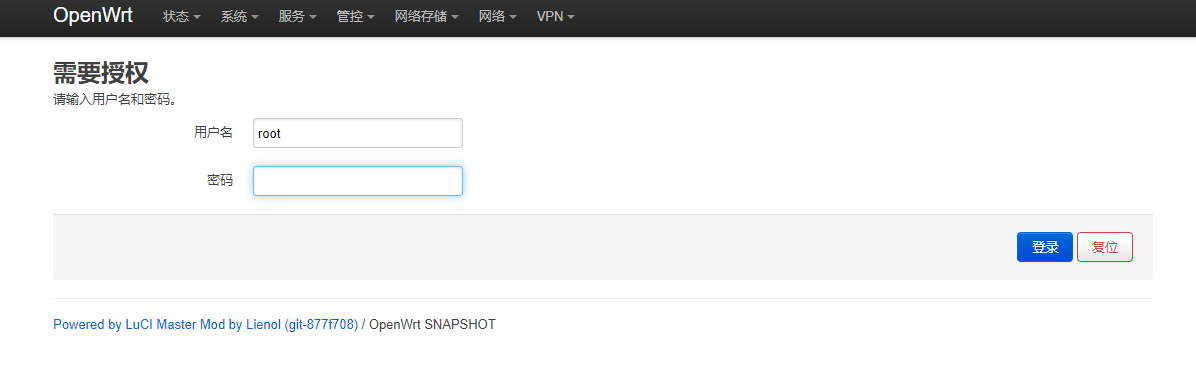 OpenWrt 状态 系统 服务 管控 网络存储 网络 VPN
需要授权
请输入用户名和密码。
用户名 root
密码
登录 复位
Powered by LuCI Master Mod by Lienol (git-877f708) / OpenWrt SNAPSHOT